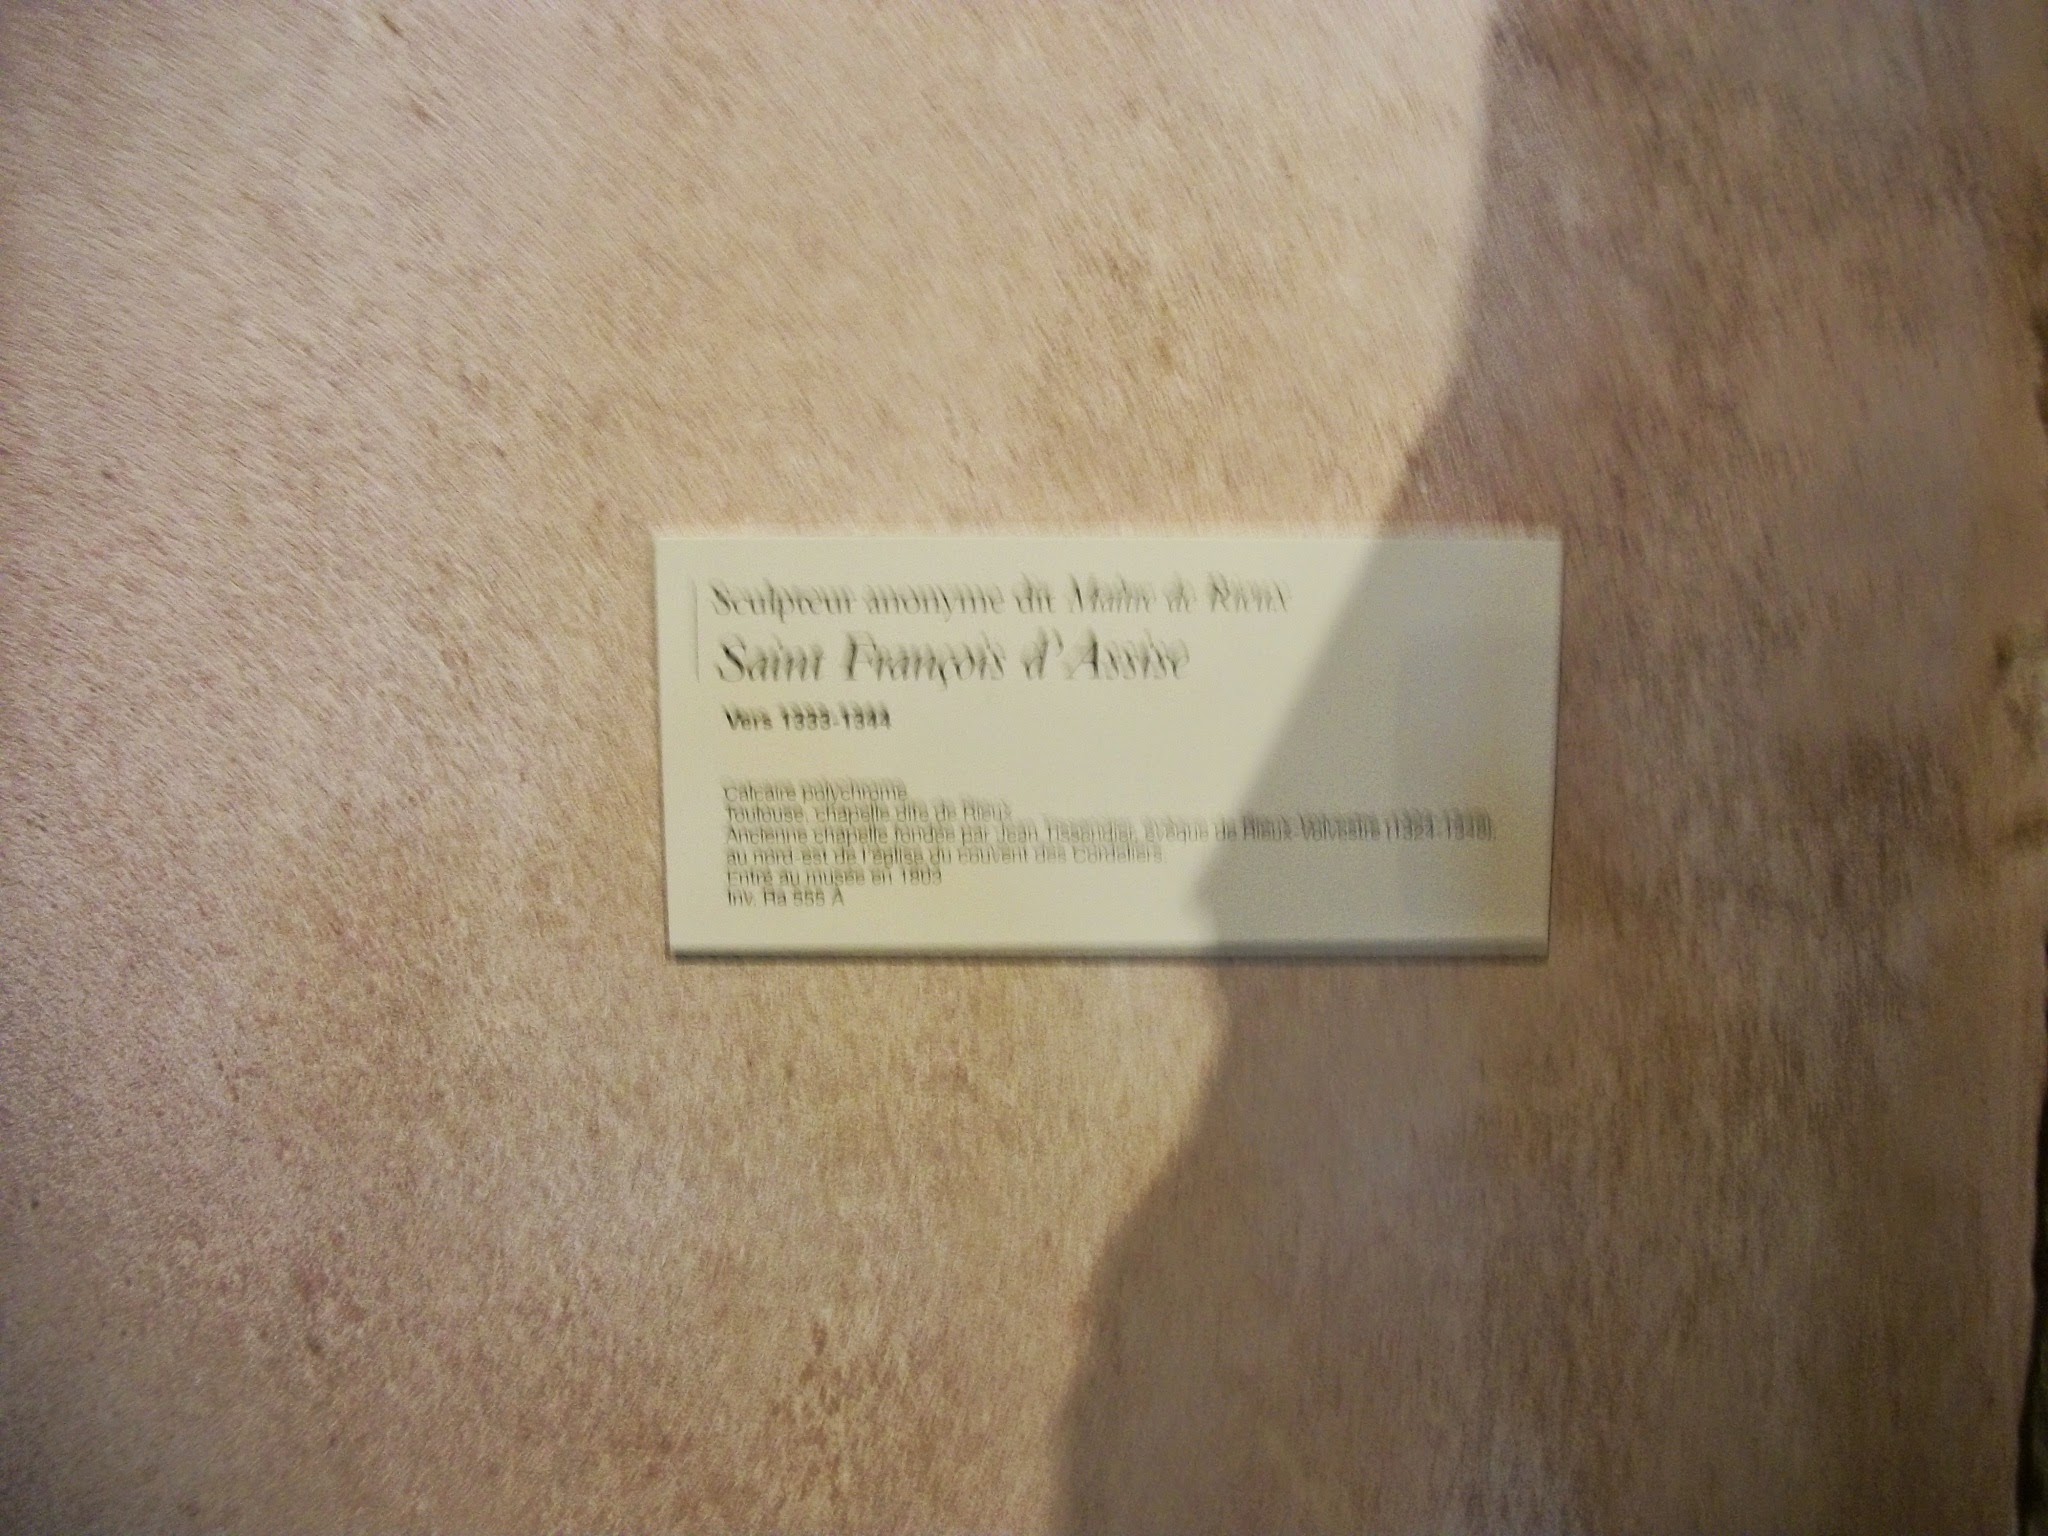 Sculpteur anonyme dit Maître de Rieux
Saint François d'Assise
Vers 1333-1344
Calcaire polychrome
Toulouse, chapelle dite de Rieux
Ancienne chapelle fondée par Jean Tissandier, évêque de Rieux-Volvestre (1324-1348),
au nord-est de l'église du couvent des Cordeliers.
Entré au musée en 1803
Inv. Ra 555 A